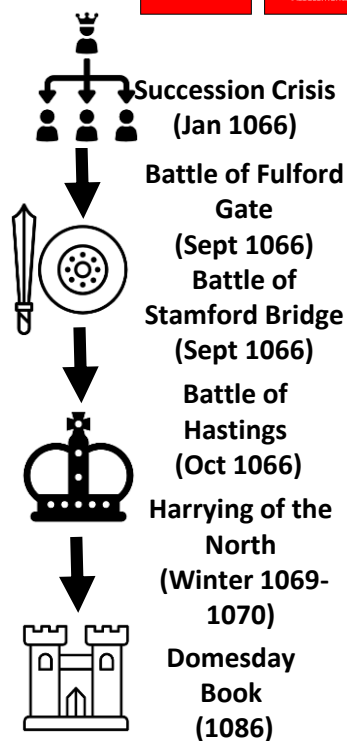 Succession Crisis
(Jan 1066)
Battle of Fulford
Gate
(Sept 1066)
Battle of
Stamford Bridge
(Sept 1066)
Battle of
Hastings
(Oct 1066)
Harrying of the
North
(Winter 1069-
1070)
Domesday
Book
(1086)